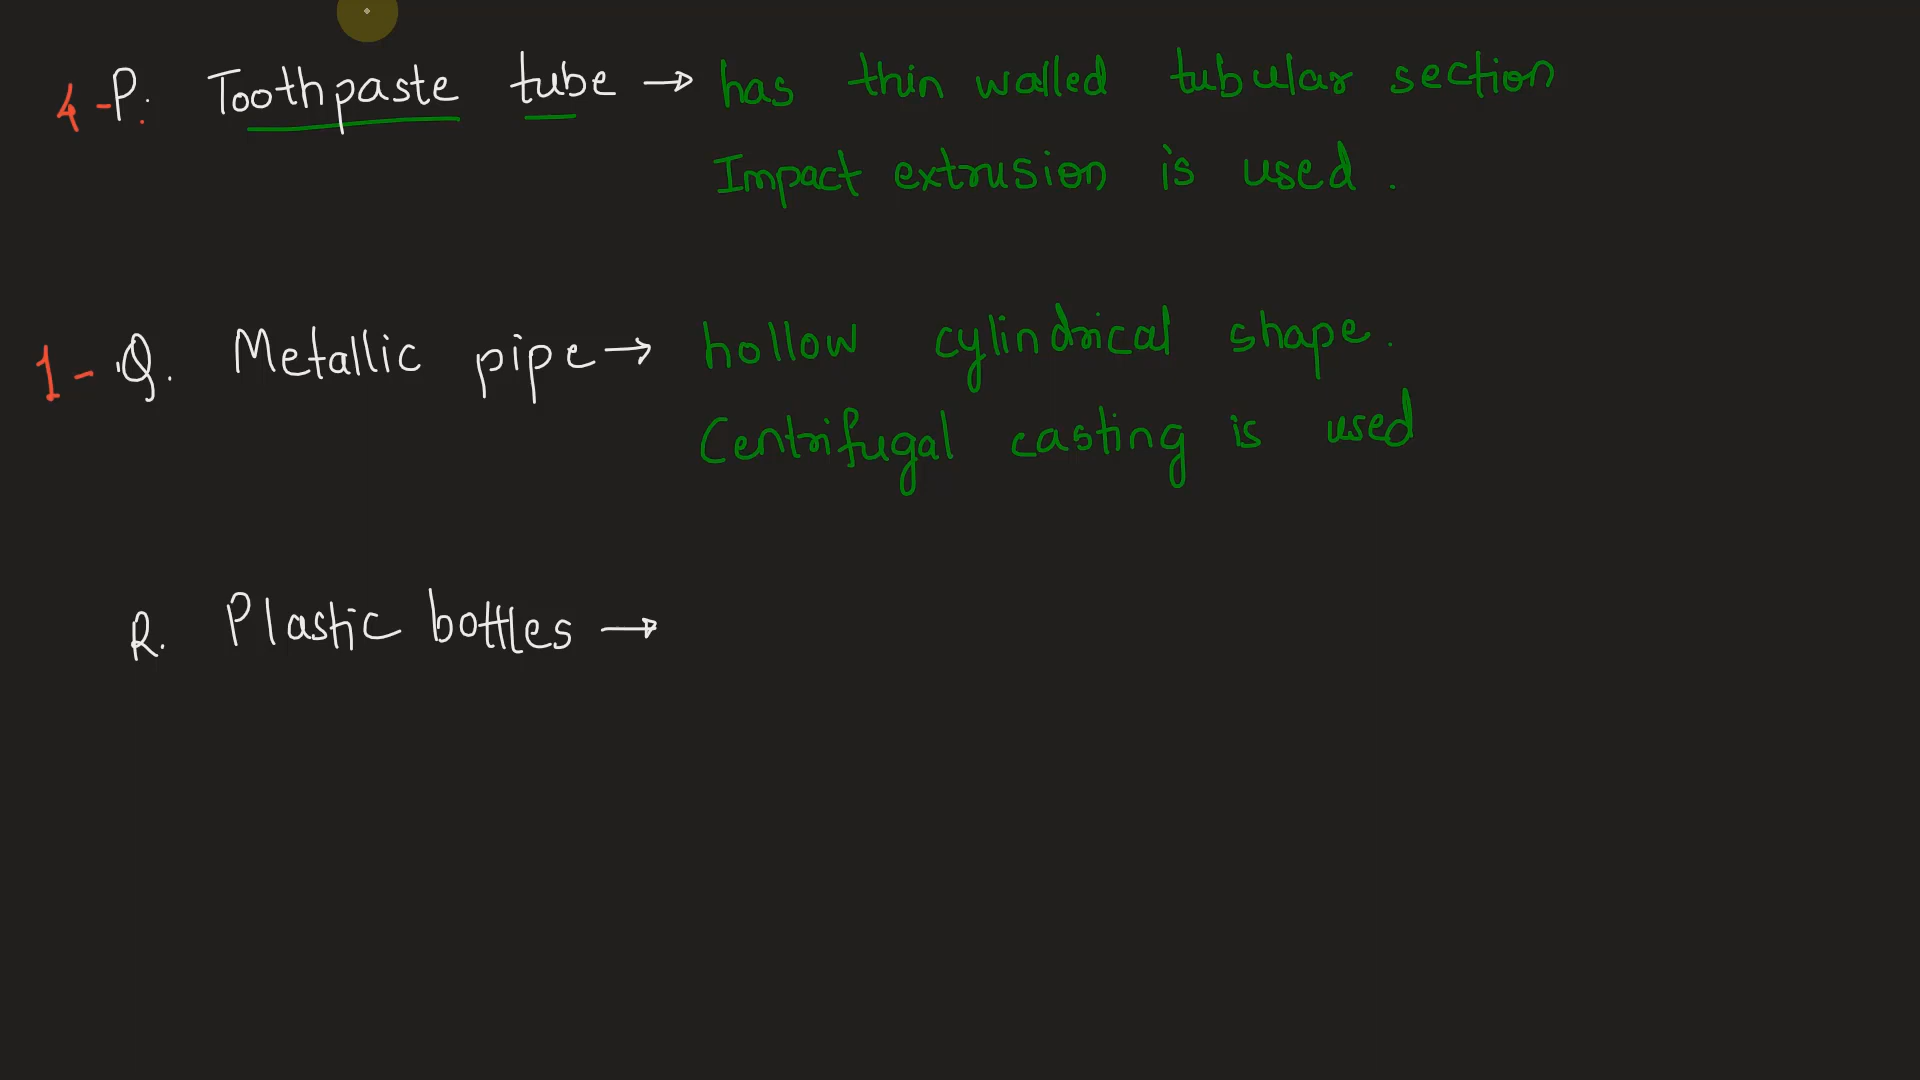 4-P. Toothpaste tube → has thin walled tubular section
Impact extrusion is used.
1-Q. Metallic pipe → hollow cylindrical shape.
Centrifugal casting is used
R. Plastic bottles →